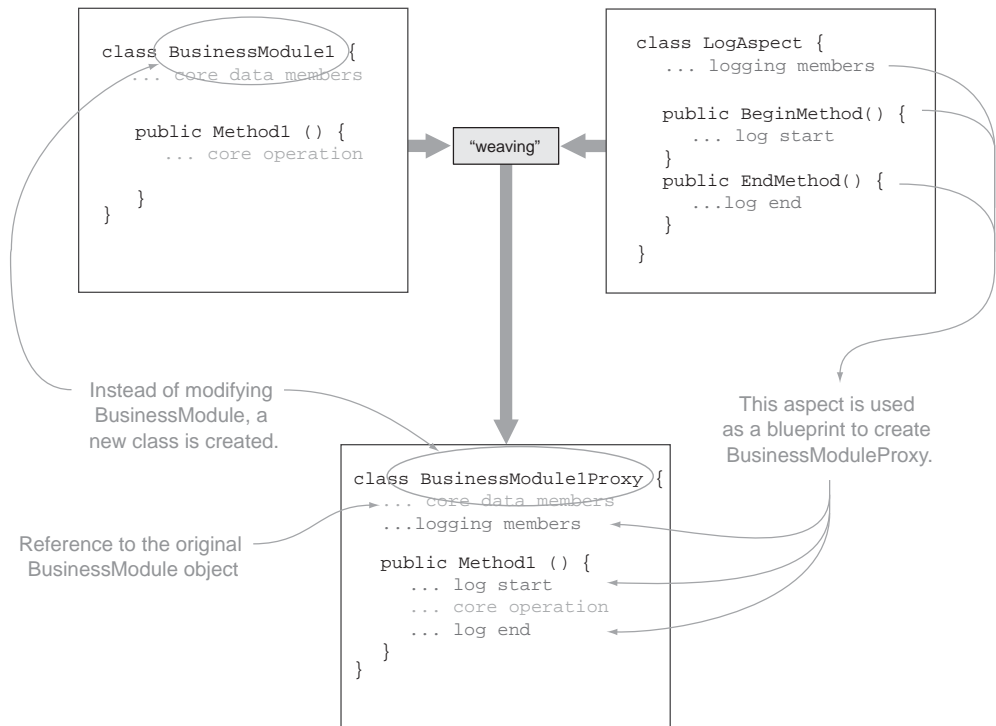 class BusinessModule1 {
... core data members
public Method1 () {
... core operation
}
}
"weaving"
class LogAspect {
... logging members
public BeginMethod() {
... log start
}
public EndMethod() {
...log end
}
}
Instead of modifying
BusinessModule, a
new class is created.
This aspect is used
as a blueprint to create
BusinessModuleProxy.
Reference to the original
BusinessModule object
class BusinessModule1Proxy {
... core data members
...logging members
public Method1 () {
... log start
... core operation
... log end
}
}